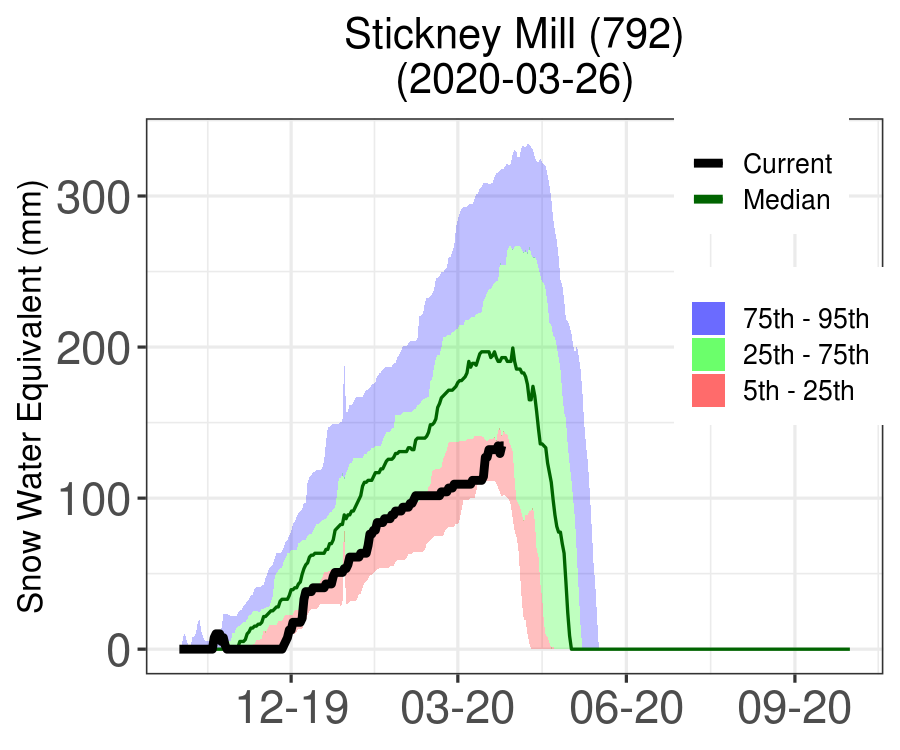 Stickney Mill (792)
(2020-03-26)
Snow Water Equivalent (mm)
300
200
100
0
12-19
03-20
06-20
09-20
Current
Median
75th - 95th
25th - 75th
5th - 25th